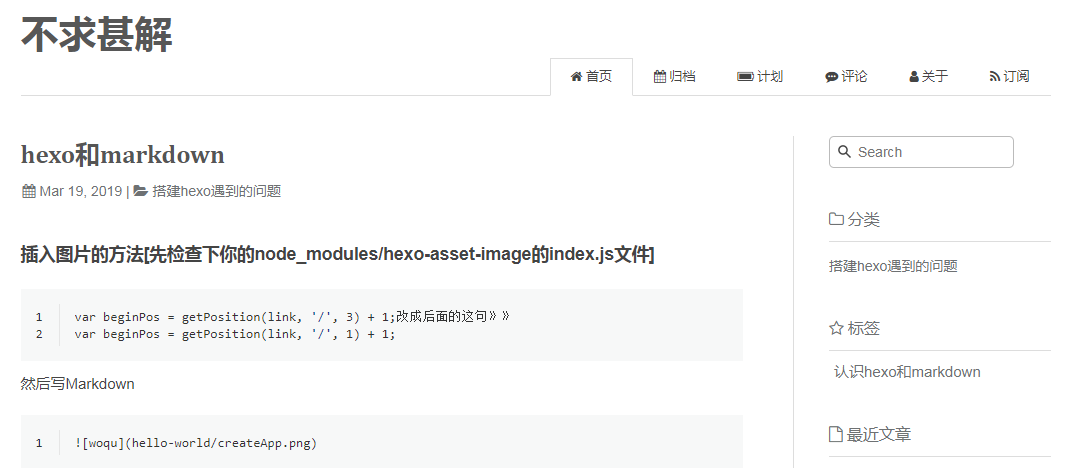 不求甚解
首页 归档 计划 评论 关于 订阅
hexo和markdown
Mar 19, 2019 | 搭建hexo遇到的问题
插入图片的方法[先检查下你的node_modules/hexo-asset-image的index.js文件]
1 var beginPos = getPosition(link, '/', 3) + 1;改成后面的这句》》
2 var beginPos = getPosition(link, '/', 1) + 1;
然后写Markdown
1 ![woqu](hello-world/createApp.png)
Search
分类
搭建hexo遇到的问题
标签
认识hexo和markdown
最近文章